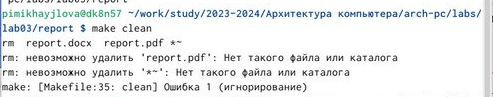 pimikhayjlova@dk8n57 ~/work/study/2023-2024/Архитектура компьютера/arch-pc/labs/
lab03/report $ make clean
rm  report.docx  report.pdf *~
rm: невозможно удалить 'report.pdf': Нет такого файла или каталога
rm: невозможно удалить '*~': Нет такого файла или каталога
make: [Makefile:35: clean] Ошибка 1 (игнорирование)